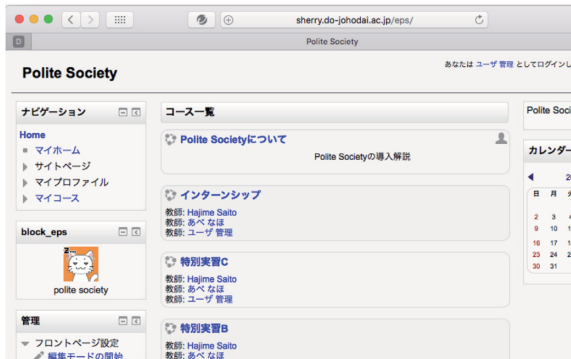 sherry.do-johodai.ac.jp/eps/
D
Polite Society
Polite Society
あなたは ユーザ 管理 としてログインし
ナビゲーション
Home
マイホーム
サイトページ
マイプロファイル
マイコース
block_eps
polite society
管理
フロントページ設定
編集モードの開始
コース一覧
Polite Societyについて
Polite Societyの導入解説
インターンシップ
教師: Hajime Saito
教師: あべ なほ
教師: ユーザ 管理
特別実習C
教師: Hajime Saito
教師: あべ なほ
教師: ユーザ 管理
特別実習B
教師: Hajime Saito
教師: あべ なほ
Polite Soci
カレンダー
日 月
2 3 4
9 10 1
16 17 1
23 24 2
30 31